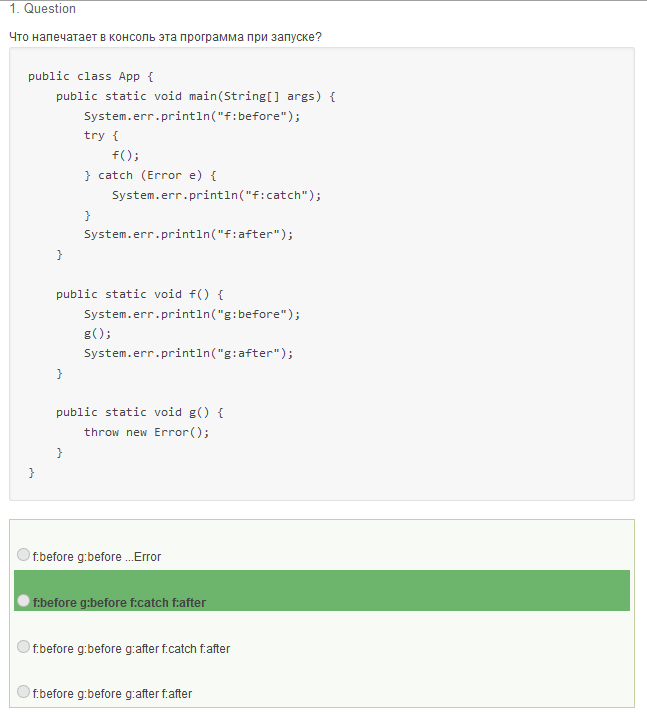 1. Question
Что напечатает в консоль эта программа при запуске?
public class App {
    public static void main(String[] args) {
        System.err.println("f:before");
        try {
            f();
        } catch (Error e) {
            System.err.println("f:catch");
        }
        System.err.println("f:after");
    }

    public static void f() {
        System.err.println("g:before");
        g();
        System.err.println("g:after");
    }

    public static void g() {
        throw new Error();
    }
}
f:before g:before ...Error
f:before g:before f:catch f:after
f:before g:before g:after f:catch f:after
f:before g:before g:after f:after